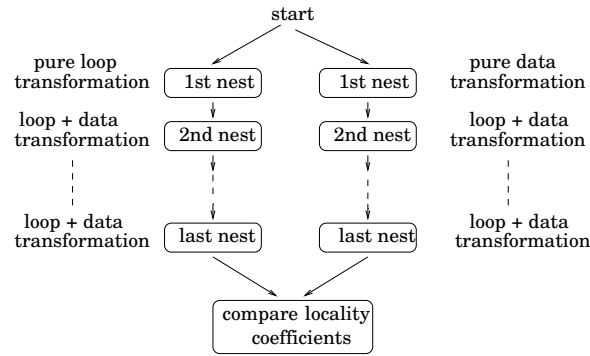 start
pure loop
transformation
1st nest
1st nest
pure data
transformation
loop + data
transformation
2nd nest
2nd nest
loop + data
transformation
loop + data
transformation
last nest
last nest
loop + data
transformation
compare locality
coefficients